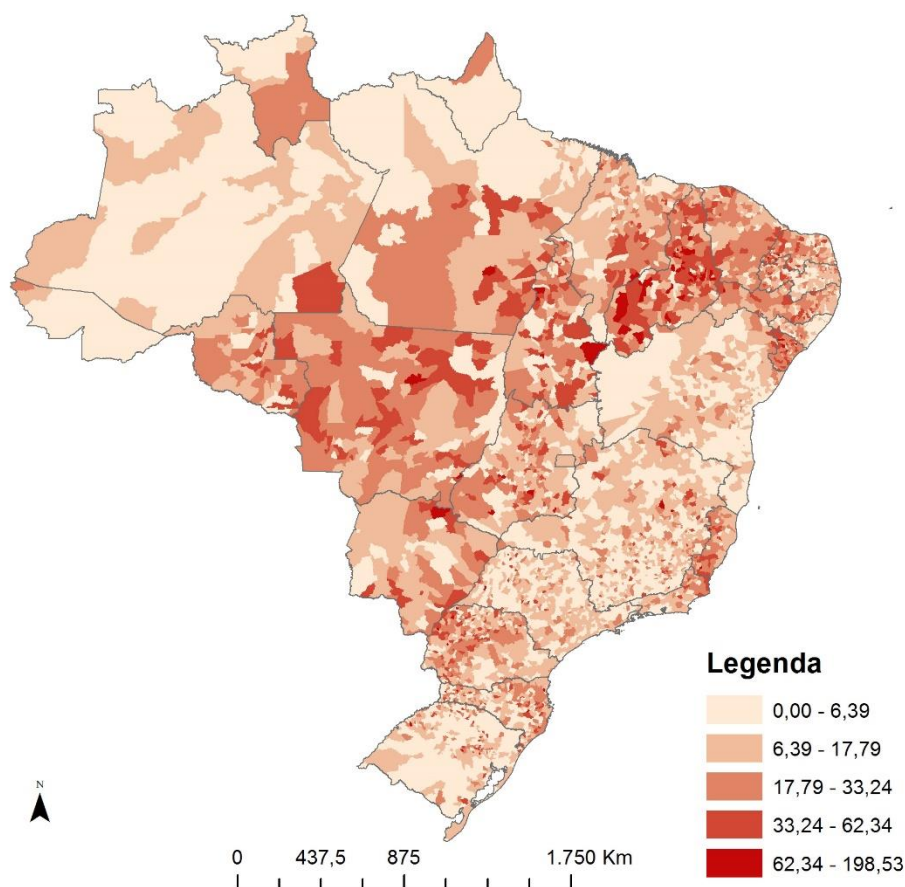 Legenda
0,00 - 6,39
6,39 - 17,79
17,79 - 33,24
33,24 - 62,34
62,34 - 198,53
N
0 437,5 875 1.750 Km